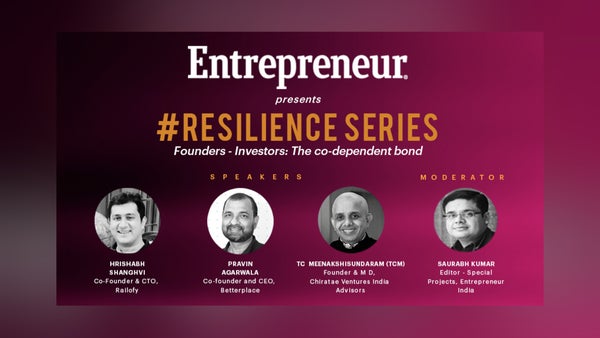 Entrepreneur®
presents
#RESILIENCE SERIES
Founders - Investors: The co-dependent bond
SPEAKERS
MODERATOR
HRISHABH
SHANGHVI
Co-Founder & CTO,
Railofy
PRAVIN
AGARWALA
Co-founder and CEO,
Betterplace
TC MEENAKSHISUNDARAM (TCM)
Founder & M D,
Chiratae Ventures India
Advisors
SAURABH KUMAR
Editor - Special
Projects, Entrepreneur
India